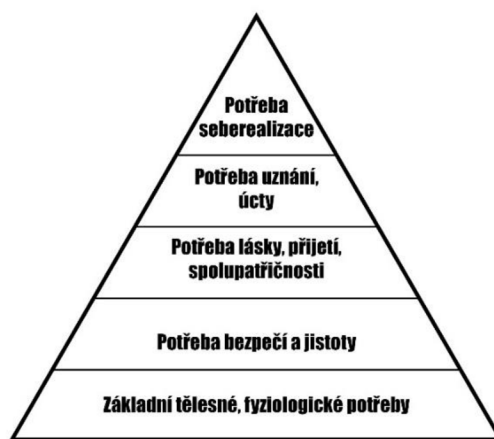 Potřeba
seberealizace
Potřeba uznání,
úcty
Potřeba lásky, přijetí,
spolupatřičnosti
Potřeba bezpečí a jistoty
Základní tělesné, fyziologické potřeby